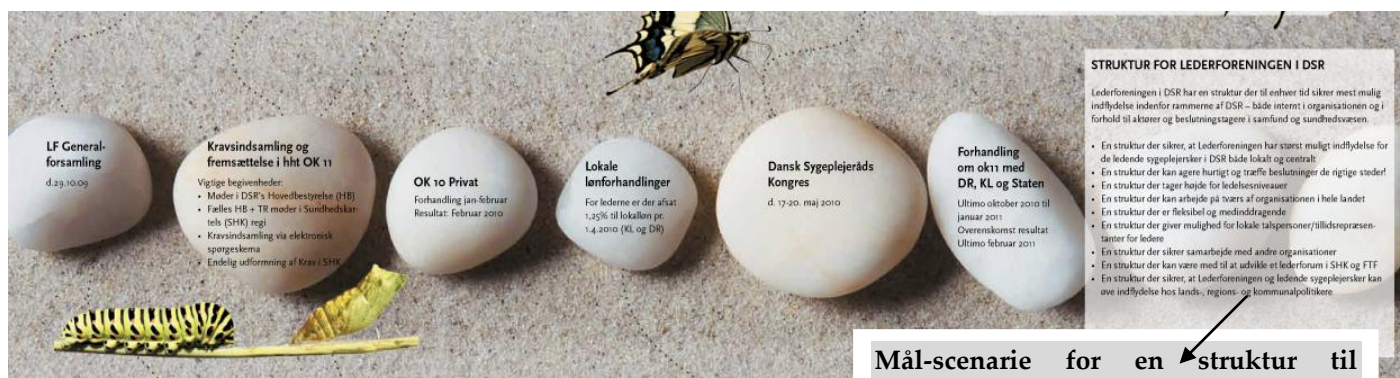 LF General-
forsamling
d.29.10.09
Kravsindsamling og
fremsættelse i hht OK 11
Vigtige begivenheder:
• Møder i DSR's Hovedbestyrelse (HB)
• Fælles HB + TR møder i Sundhedskar-
tels (SHK) regi
• Kravsindsamling via elektronisk
spørgeskema
• Endelig udformning af Krav i SHK
OK 10 Privat
Forhandling jan-februar
Resultat: Februar 2010
Lokale
lønforhandlinger
For lederne er der afsat
1,25% til lokalløn pr.
1.4.2010 (KL og DR)
Dansk Sygeplejeråds
Kongres
d. 17-20. maj 2010
Forhandling
om ok11 med
DR, KL og Staten
Ultimo oktober 2010 til
januar 2011
Overenskomst resultat
Ultimo februar 2011
STRUKTUR FOR LEDERFORENINGEN I DSR
Lederforeningen i DSR har en struktur der til enhver tid sikrer mest mulig
indflydelse indenfor rammerne af DSR – både internt i organisationen og i
forhold til aktører og beslutningstagere i samfund og sundhedsvæsen.
• En struktur der sikrer, at Lederforeningen har størst muligt indflydelse for
de ledende sygeplejersker i DSR både lokalt og centralt
• En struktur der kan agere hurtigt og træffe beslutninger de rigtige steder!
• En struktur der tager højde for ledelsesniveauer
• En struktur der kan arbejde på tværs af organisationen i hele landet
• En struktur der er fleksibel og medinddragende
• En struktur der giver mulighed for lokale talspersoner/tillidsrepræsen-
tanter for ledere
• En struktur der sikrer samarbejde med andre organisationer
• En struktur der kan være med til at udvikle et lederforum i SHK og FTF
• En struktur der sikrer, at Lederforeningen og ledende sygeplejersker kan
øve indflydelse hos lands-, regions- og kommunalpolitikere
Mål-scenarie for en struktur til